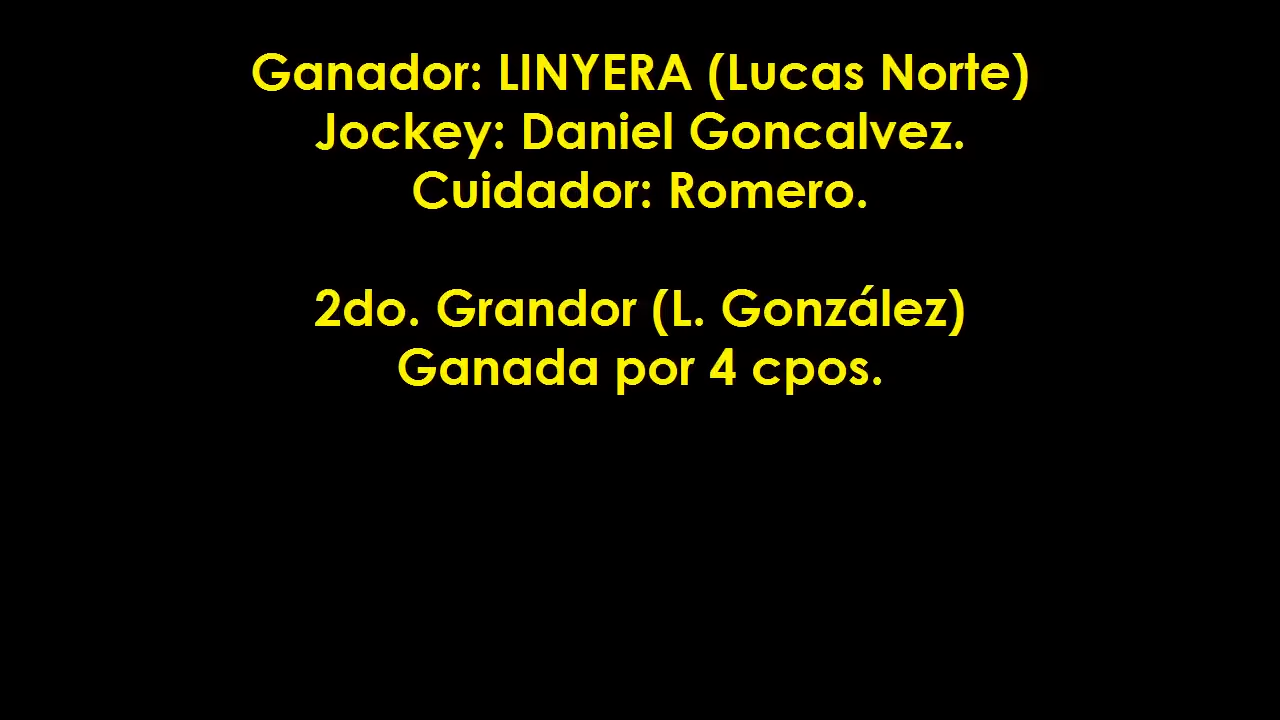 Ganador: LINYERA (Lucas Norte)
Jockey: Daniel Goncalvez.
Cuidador: Romero.
2do. Grandor (L. González)
Ganada por 4 cpos.